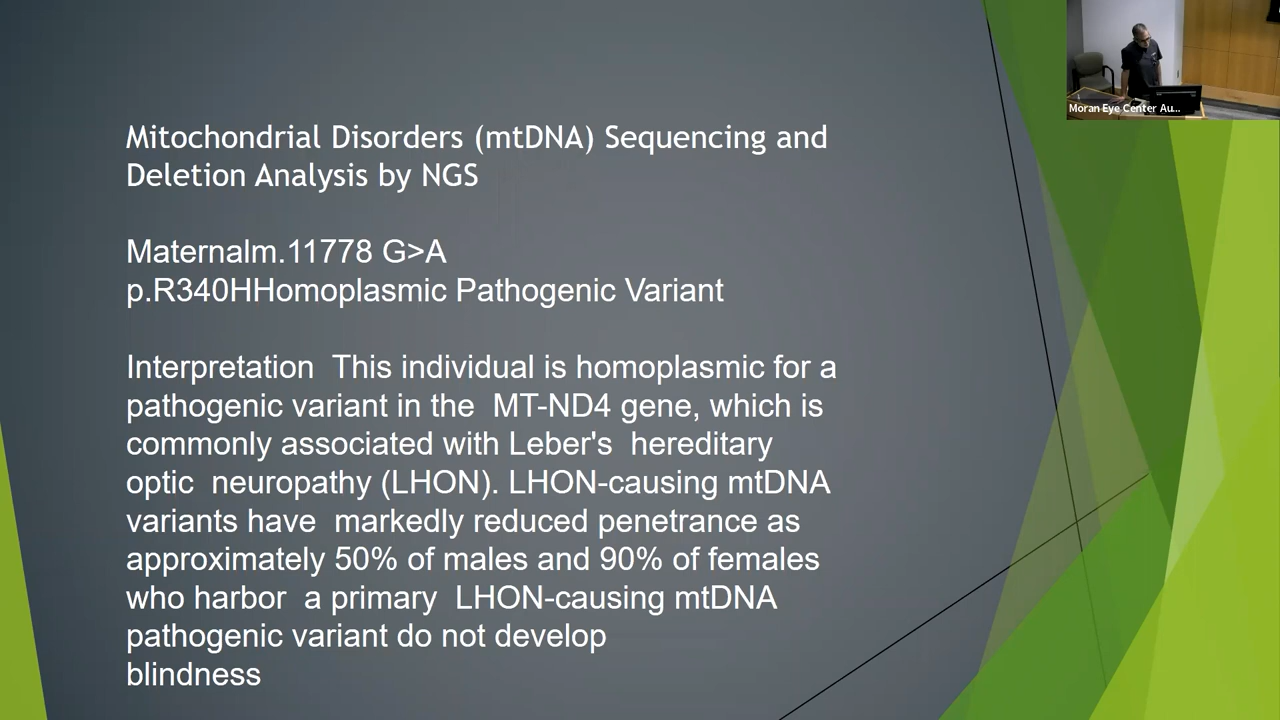 Moran Eye Center Au...
Mitochondrial Disorders (mtDNA) Sequencing and
Deletion Analysis by NGS
Maternalm.11778 G>A
p.R340HHomoplasmic Pathogenic Variant
Interpretation  This individual is homoplasmic for a
pathogenic variant in the  MT-ND4 gene, which is
commonly associated with Leber's  hereditary
optic  neuropathy (LHON). LHON-causing mtDNA
variants have  markedly reduced penetrance as
approximately 50% of males and 90% of females
who harbor  a primary  LHON-causing mtDNA
pathogenic variant do not develop
blindness